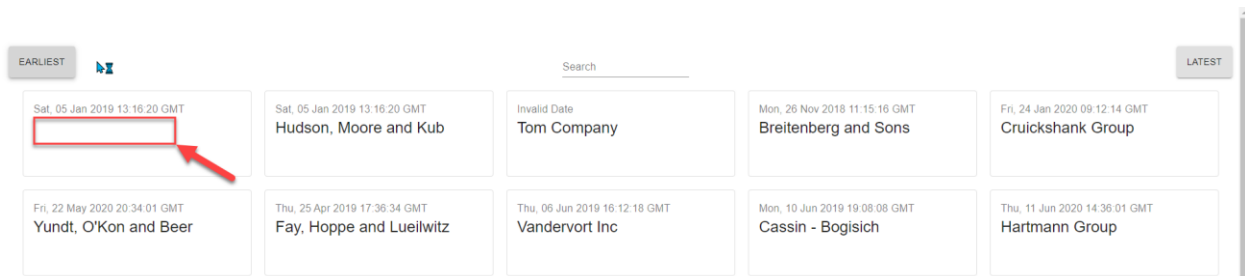 EARLIEST
Search
LATEST
Sat, 05 Jan 2019 13:16:20 GMT
Sat, 05 Jan 2019 13:16:20 GMT
Hudson, Moore and Kub
Invalid Date
Tom Company
Mon, 26 Nov 2018 11:15:16 GMT
Breitenberg and Sons
Fri, 24 Jan 2020 09:12:14 GMT
Cruickshank Group
Fri, 22 May 2020 20:34:01 GMT
Yundt, O'Kon and Beer
Thu, 25 Apr 2019 17:36:34 GMT
Fay, Hoppe and Lueilwitz
Thu, 06 Jun 2019 16:12:18 GMT
Vandervort Inc
Mon, 10 Jun 2019 19:08:08 GMT
Cassin - Bogisich
Thu, 11 Jun 2020 14:36:01 GMT
Hartmann Group